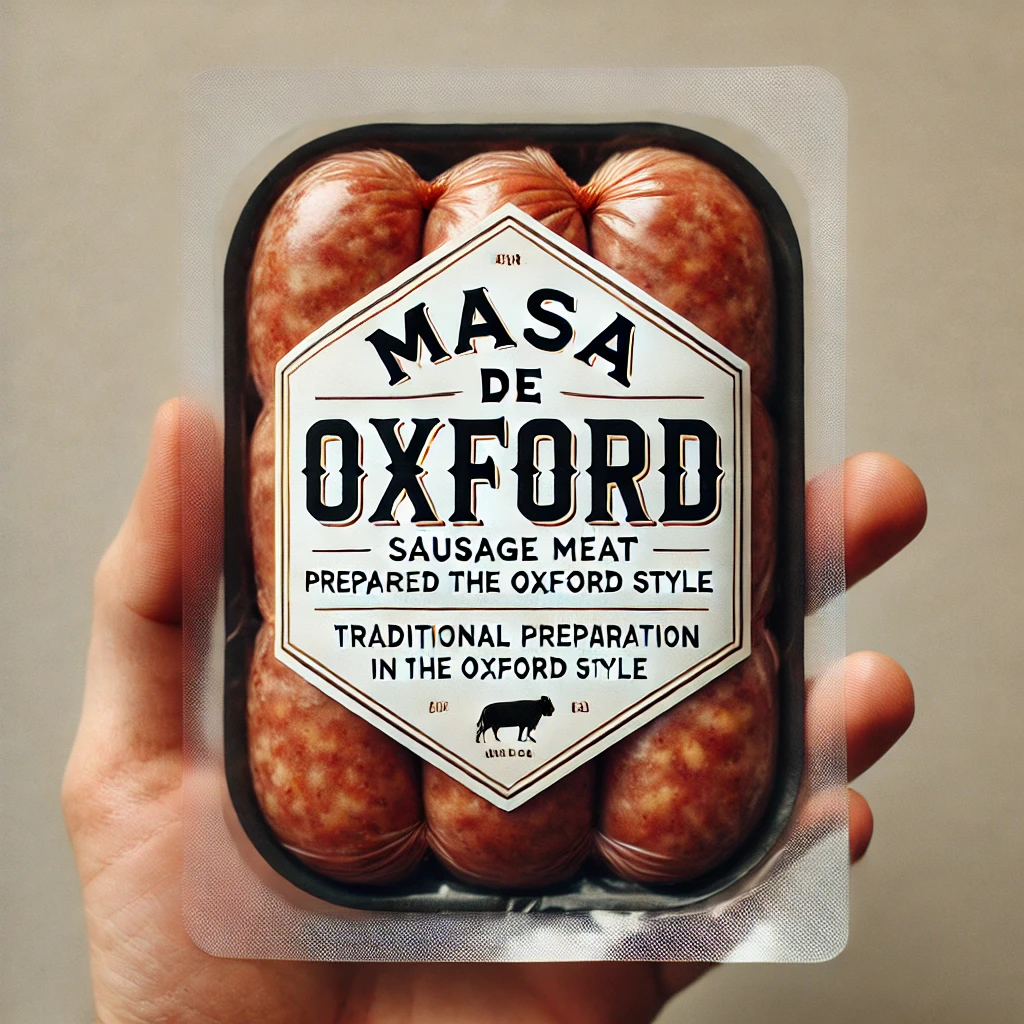 MASA
DE
OXFORD
SAUSAGE MEAT
PREPARED THE OXFORD STYLE
TRADITIONAL PREPARATION
IN THE OXFORD STYLE